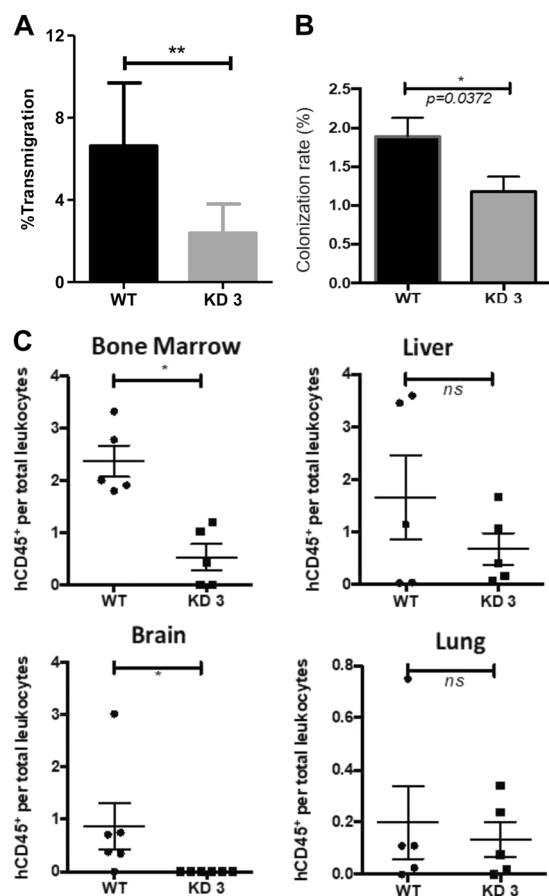 A
12
8
4
0
%Transmigration
**
WT
KD 3
B
2.5
2.0
1.5
1.0
0.5
0.0
Colonization rate (%)
*
p=0.0372
WT
KD 3
C
Bone Marrow
4
3
2
1
0
hCD45⁺ per total leukocytes
*
WT
KD 3
Liver
4
3
2
1
0
hCD45⁺ per total leukocytes
ns
WT
KD 3
Brain
4
3
2
1
0
hCD45⁺ per total leukocytes
*
WT
KD 3
Lung
0.8
0.6
0.4
0.2
0.0
hCD45⁺ per total leukocytes
ns
WT
KD 3